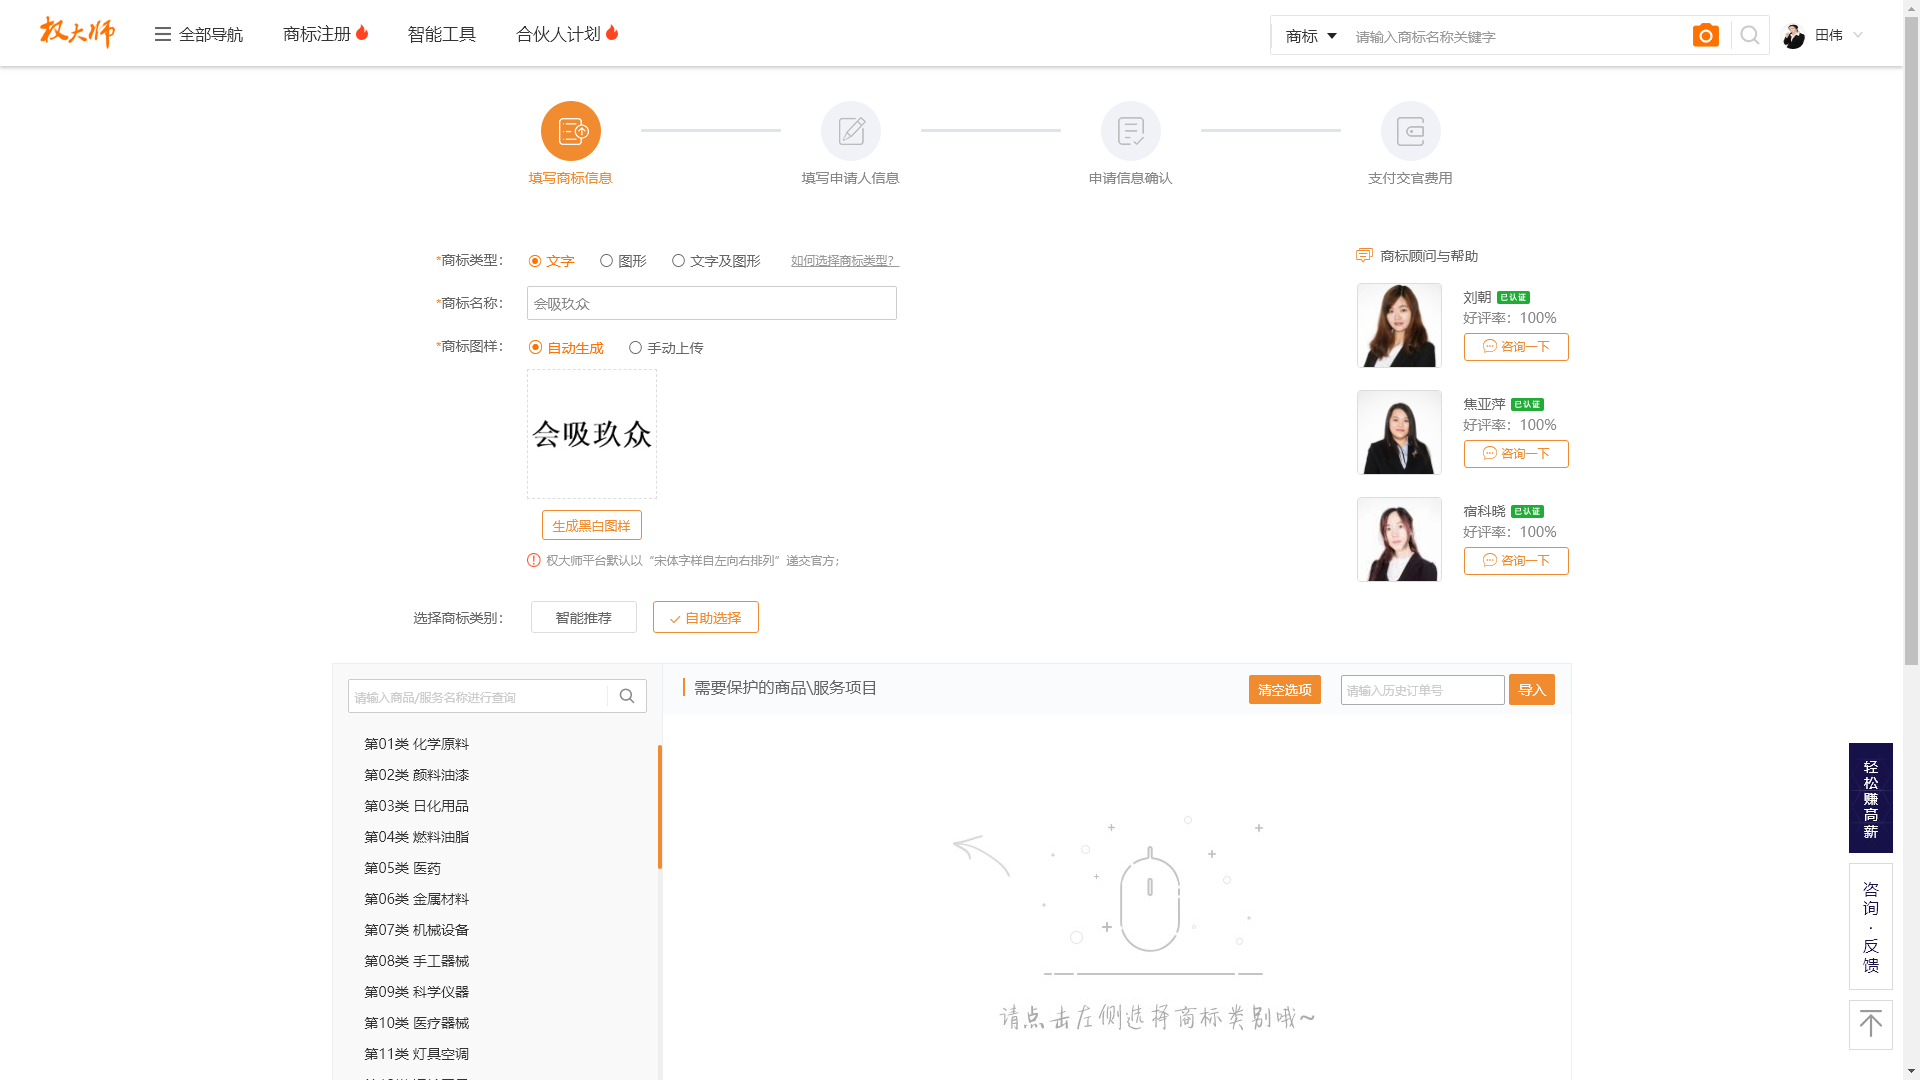 权大师
全部导航
商标注册
智能工具
合伙人计划
商标
请输入商标名称关键字
田伟
填写商标信息
填写申请人信息
申请信息确认
支付交官费用
*商标类型:
文字
图形
文字及图形
如何选择商标类型?
*商标名称:
会吸玖众
*商标图样:
自动生成
手动上传
会吸玖众
生成黑白图样
权大师平台默认以“宋体字样自左向右排列”递交官方;
选择商标类别:
智能推荐
自助选择
商标顾问与帮助
刘朝 已认证
好评率: 100%
咨询一下
焦亚萍 已认证
好评率: 100%
咨询一下
宿科晓 已认证
好评率: 100%
咨询一下
请输入商品/服务名称进行查询
第01类 化学原料
第02类 颜料油漆
第03类 日化用品
第04类 燃料油脂
第05类 医药
第06类 金属材料
第07类 机械设备
第08类 手工器械
第09类 科学仪器
第10类 医疗器械
第11类 灯具空调
需要保护的商品\服务项目
清空选项
请输入历史订单号
导入
请点击左侧选择商标类别哦~
轻松赚高薪
咨询·反馈